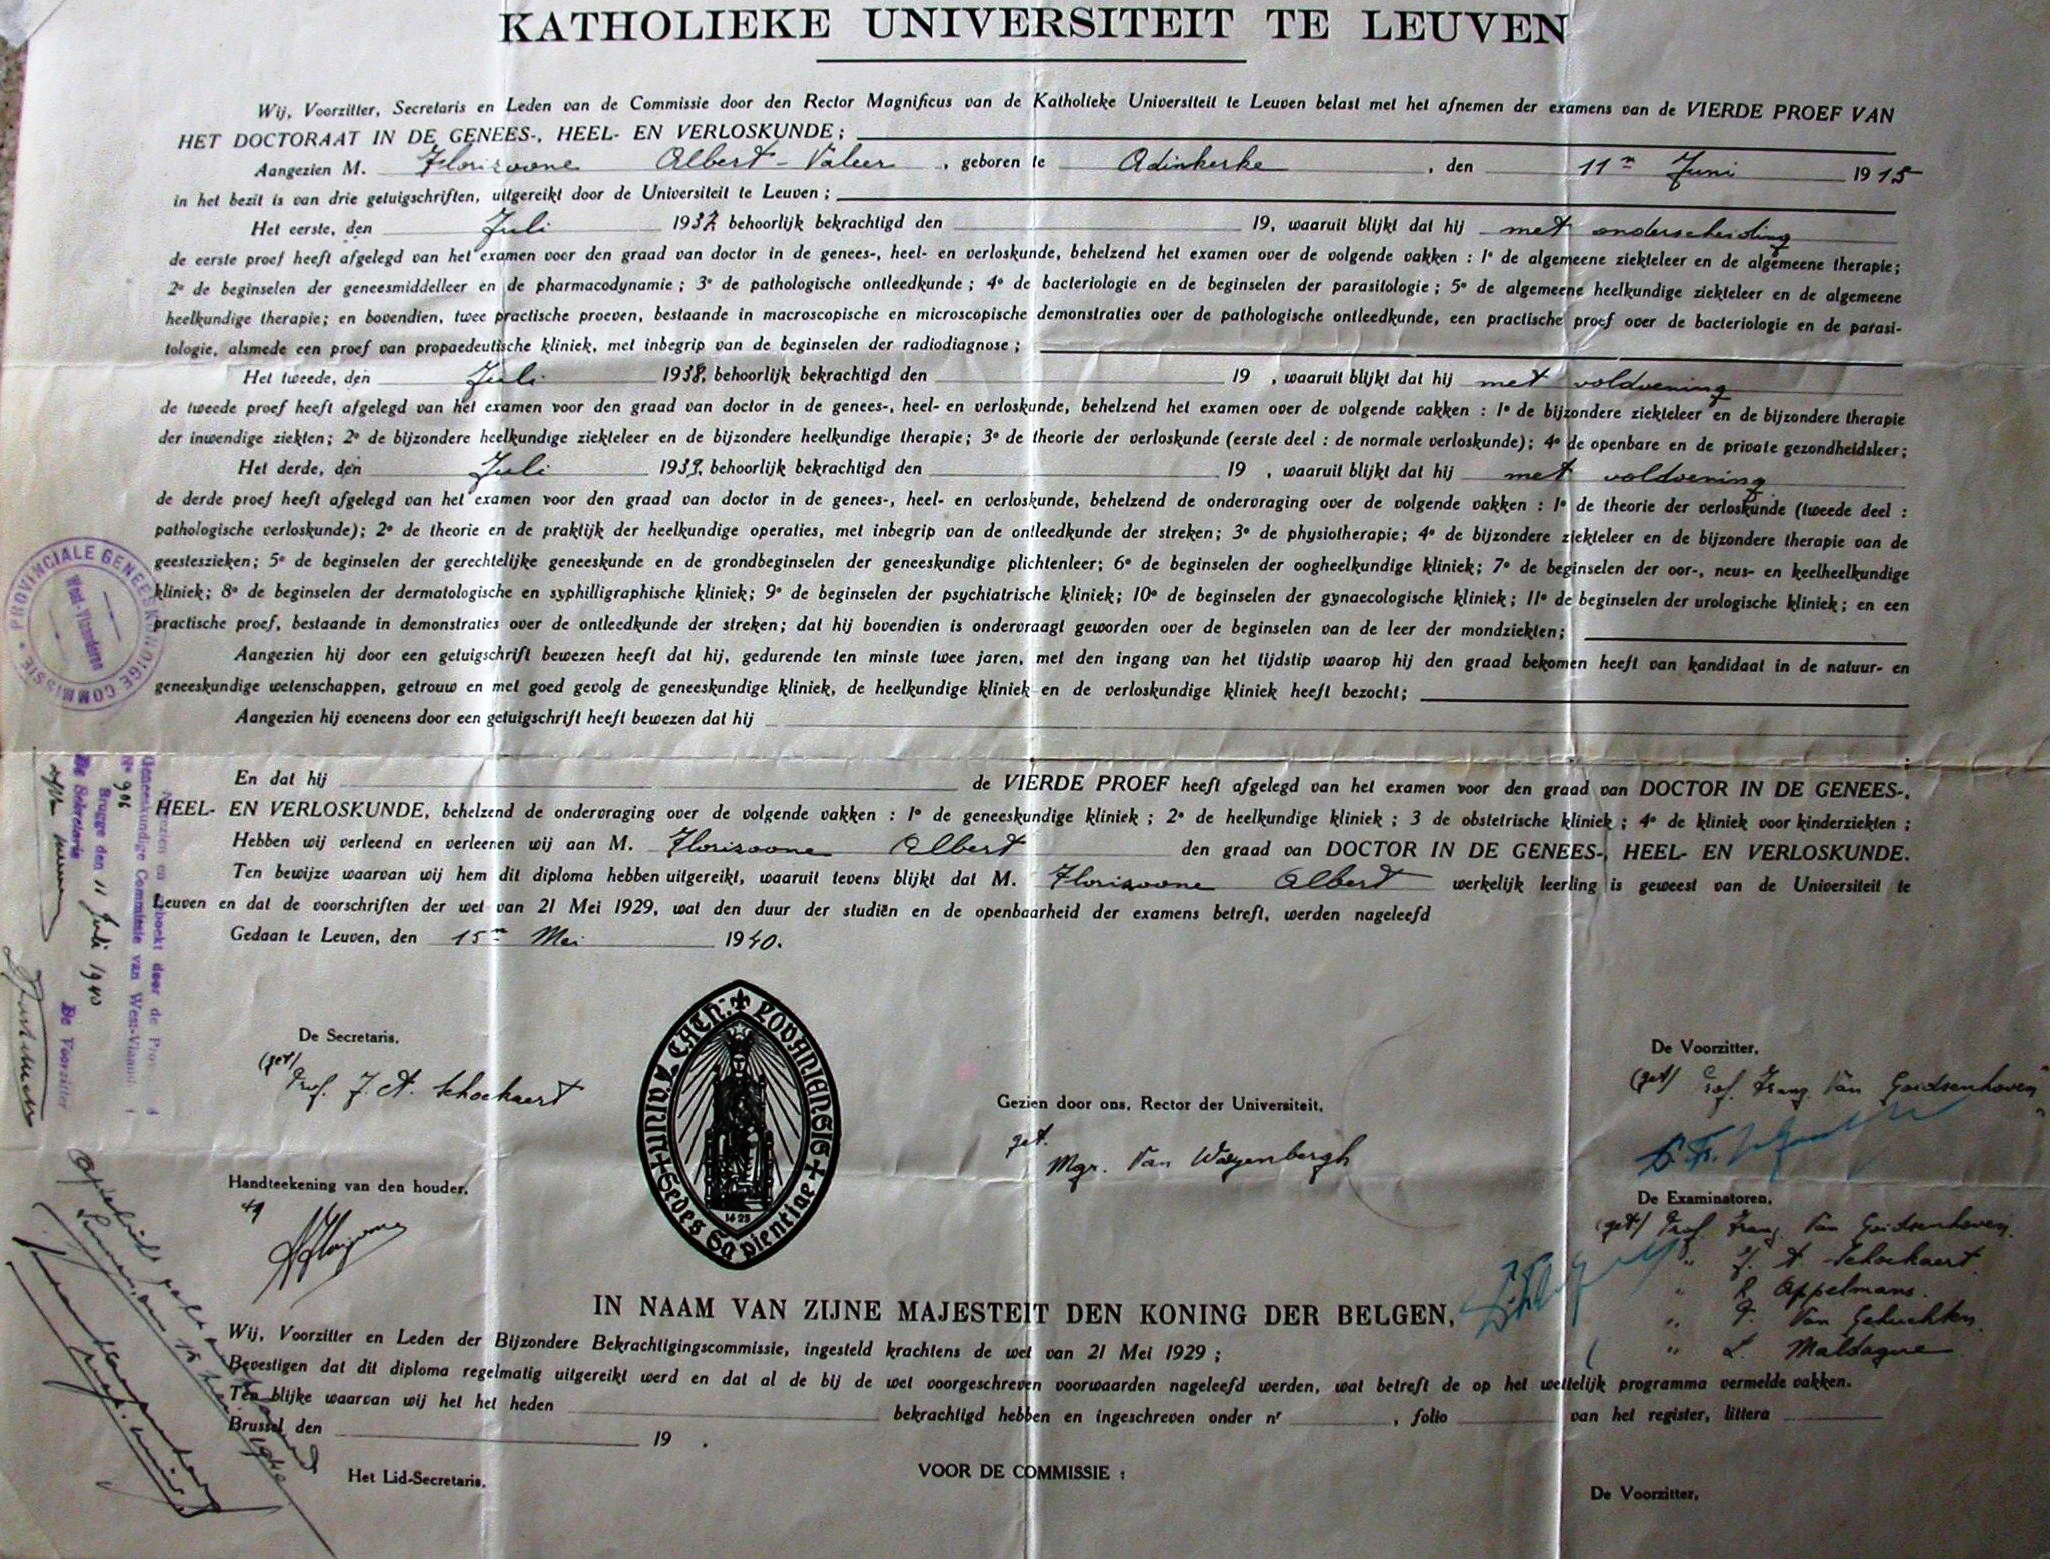 KATHOLIEKE UNIVERSITEIT TE LEUVEN
Wij, Voorzitter, Secretaris en Leden van de Commissie door den Rector Magnificus van de Katholieke Universiteit te Leuven belast met het afnemen der examens van de VIERDE PROEF VAN
HET DOCTORAAT IN DE GENEES-, HEEL- EN VERLOSKUNDE;
Aangezien M. Florizoone Albert-Valeer, geboren te Adinkerke, den 11n Juni 1915
in het bezit is van drie getuigschriften, uitgereikt door de Universiteit te Leuven;
Het eerste, den Juli 1937, behoorlijk bekrachtigd den 19, waaruit blijkt dat hij met onderscheiding
de eerste proef heeft afgelegd van het examen voor den graad van doctor in de genees-, heel- en verloskunde, behelzend het examen over de volgende vakken : 1° de algemeene ziekteleer en de algemeene therapie;
2° de beginselen der geneesmiddelleer en de pharmacodynamie; 3° de pathologische ontleedkunde; 4° de bacteriologie en de beginselen der parasitologie; 5° de algemeene heelkundige ziekteleer en de algemeene
heelkundige therapie; en bovendien, twee practische proeven, bestaande in macroscopische en microscopische demonstraties over de pathologische ontleedkunde, een practische proef over de bacteriologie en de parasi-
tologie, alsmede een proef van propaedeutische kliniek, met inbegrip van de beginselen der radiodiagnose;
Het tweede, den Juli 1938, behoorlijk bekrachtigd den 19 , waaruit blijkt dat hij met voldoening
de tweede proef heeft afgelegd van het examen voor den graad van doctor in de genees-, heel- en verloskunde, behelzend het examen over de volgende vakken : 1° de bijzondere ziekteleer en de bijzondere therapie
der inwendige ziekten; 2° de bijzondere heelkundige ziekteleer en de bijzondere heelkundige therapie; 3° de theorie der verloskunde (eerste deel : de normale verloskunde); 4° de openbare en de private gezondheidsleer;
Het derde, den Juli 1939, behoorlijk bekrachtigd den 19 , waaruit blijkt dat hij met voldoening
de derde proef heeft afgelegd van het examen voor den graad van doctor in de genees-, heel- en verloskunde, behelzend de ondervraging over de volgende vakken : 1° de theorie der verloskunde (tweede deel :
pathologische verloskunde); 2° de theorie en de praktijk der heelkundige operaties, met inbegrip van de ontleedkunde der streken; 3° de physiotherapie; 4° de bijzondere ziekteleer en de bijzondere therapie van de
geesteszieken; 5° de beginselen der gerechtelijke geneeskunde en de grondbeginselen der geneeskundige plichtenleer; 6° de beginselen der oogheelkundige kliniek; 7° de beginselen der oor-, neus- en keelheelkundige
kliniek; 8° de beginselen der dermatologische en syphilligraphische kliniek; 9° de beginselen der psychiatrische kliniek; 10° de beginselen der gynaecologische kliniek; 11° de beginselen der urologische kliniek; en een
practische proef, bestaande in demonstraties over de ontleedkunde der streken; dat hij bovendien is ondervraagd geworden over de beginselen van de leer der mondziekten;
Aangezien hij door een getuigschrift bewezen heeft dat hij, gedurende ten minste twee jaren, met den ingang van het tijdstip waarop hij den graad bekomen heeft van kandidaat in de natuur- en
geneeskundige wetenschappen, getrouw en met goed gevolg de geneeskundige kliniek, de heelkundige kliniek en de verloskundige kliniek heeft bezocht;
Aangezien hij eveneens door een getuigschrift heeft bewezen dat hij
;
En dat hij de VIERDE PROEF heeft afgelegd van het examen voor den graad van DOCTOR IN DE GENEES-,
HEEL- EN VERLOSKUNDE, behelzend de ondervraging over de volgende vakken : 1° de geneeskundige kliniek; 2° de heelkundige kliniek; 3 de obstetrische kliniek; 4° de kliniek voor kinderziekten;
Hebben wij verleend en verleenen wij aan M. Florizoone Albert den graad van DOCTOR IN DE GENEES-, HEEL- EN VERLOSKUNDE.
Ten bewijze waarvan wij hem dit diploma hebben uitgereikt, waaruit tevens blijkt dat M. Florizoone Albert werkelijk leerling is geweest van de Universiteit te
Leuven en dat de voorschriften der wet van 21 Mei 1929, wat den duur der studiën en de openbaarheid der examens betreft, werden nageleefd
Gedaan te Leuven, den 15n Mei 1940.
PROVINCIALE GENEESKUNDIGE COMMISSIE
West-Vlaanderen
Gezien en geboekt door de
Geneeskundige Commissie van West-Vlaand
N° 906
Brugge den 11 Juli 1940
De Secretaris De Voorzitter
De Secretaris,
(get) Prof. J. A. Schockaert
UNIV. CATH. LOVANIENSIS
Sedes Sapientiae
1425
Gezien door ons, Rector der Universiteit,
get. Mgr. Van Waeyenbergh
De Voorzitter,
(get) Prof. Franz. Van Goidsenhoven
Handteekening van den houder,
De Examinatoren,
(get) Prof. Franz. Van Goidsenhoven
" J. A. Schockaert
" R Appelmans.
" Van Gehuchten
" L. Maldague
IN NAAM VAN ZIJNE MAJESTEIT DEN KONING DER BELGEN,
Wij, Voorzitter en Leden der Bijzondere Bekrachtigingscommissie, ingesteld krachtens de wet van 21 Mei 1929;
Bevestigen dat dit diploma regelmatig uitgereikt werd en dat al de bij de wet voorgeschreven voorwaarden nageleefd werden, wat betreft de op het wettelijk programma vermelde vakken.
Ten blijke waarvan wij het het heden bekrachtigd hebben en ingeschreven onder nr , folio van het register, littera
Brussel den 19 .
Het Lid-Secretaris,
VOOR DE COMMISSIE :
De Voorzitter,